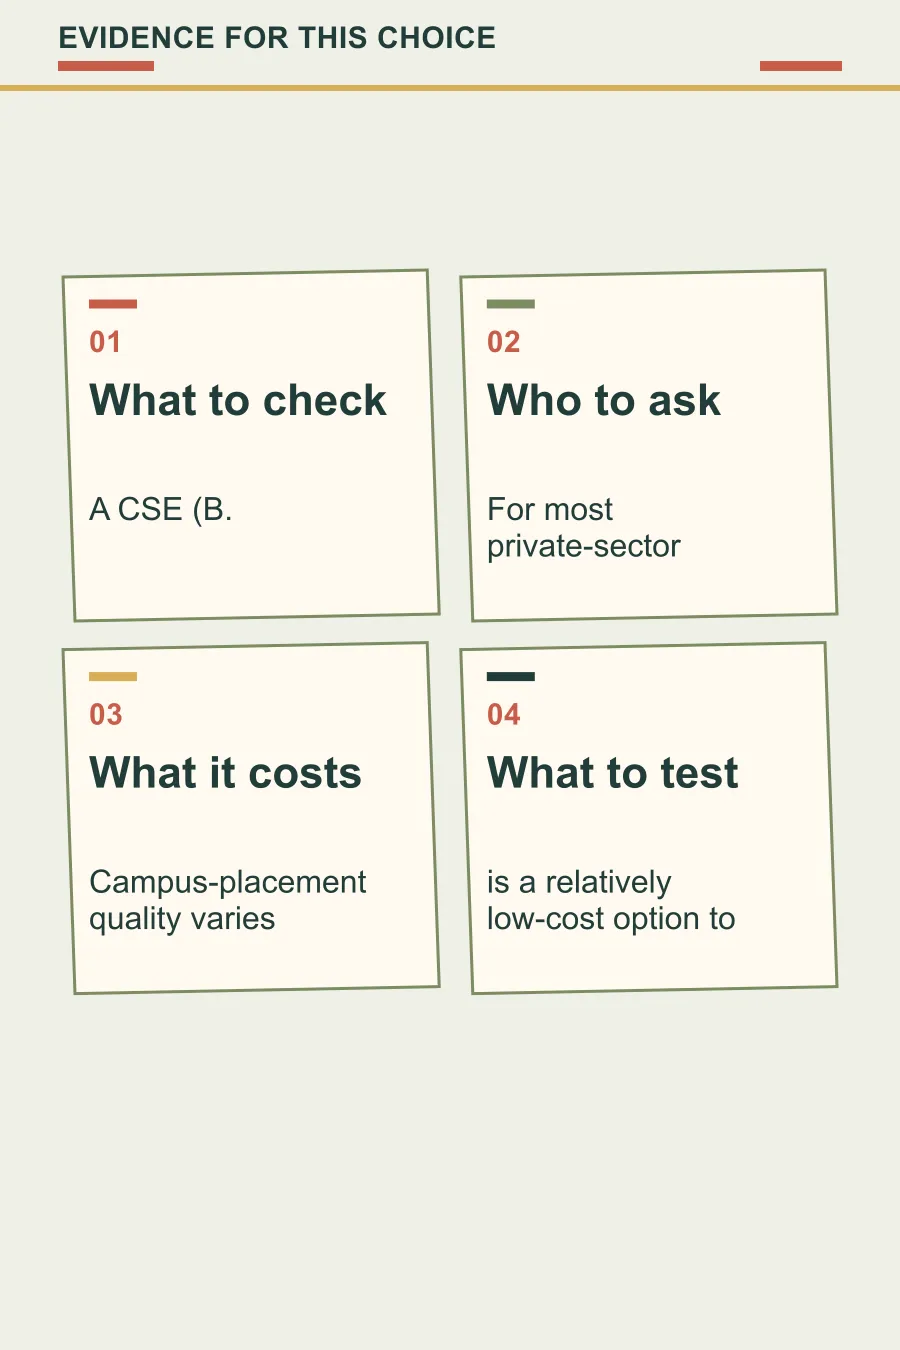 EVIDENCE FOR THIS CHOICE
01
What to check
A CSE (B.
02
Who to ask
For most
private-sector
03
What it costs
Campus-placement
quality varies
04
What to test
is a relatively
low-cost option to